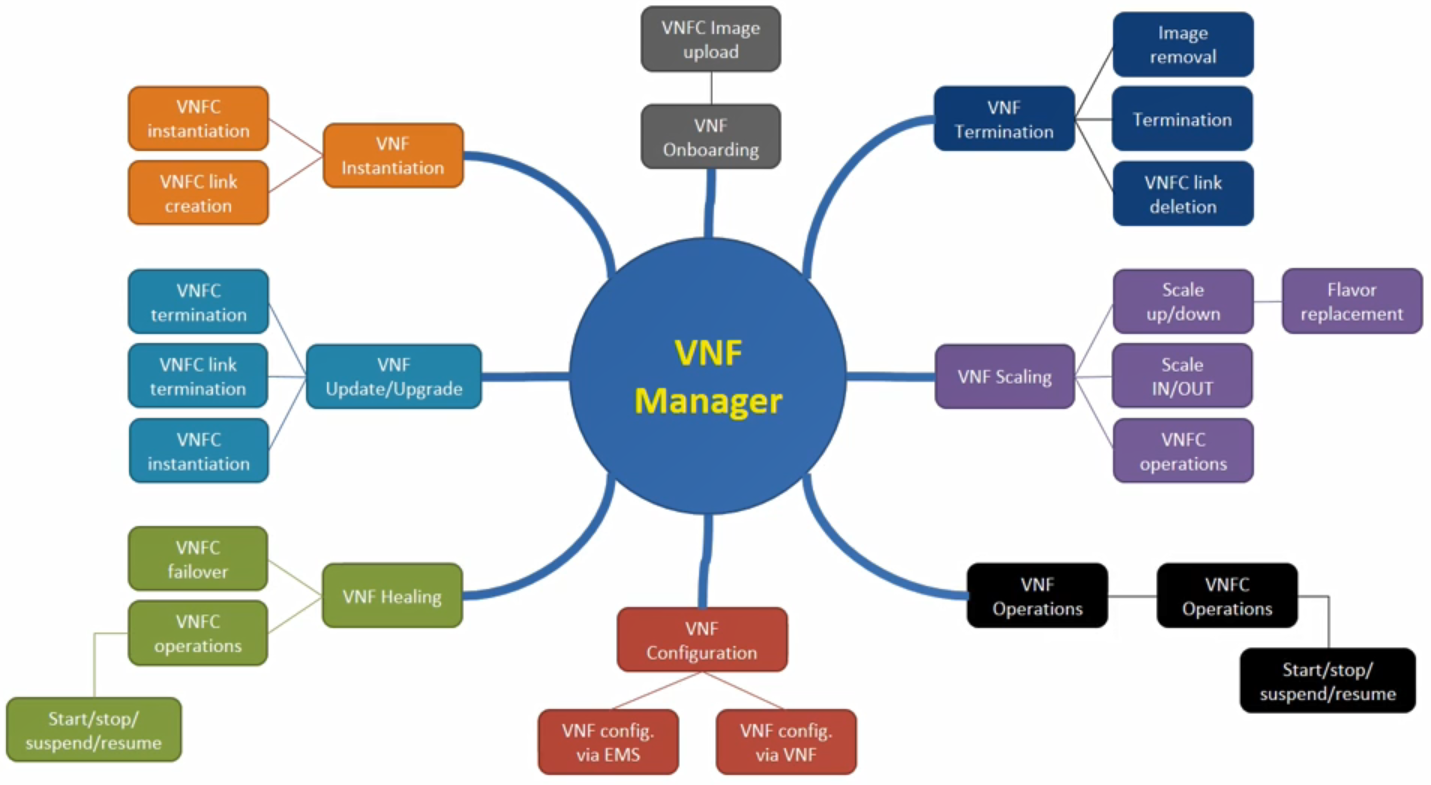 VNFC Image
upload
VNF
Onboarding
VNFC
instantiation
VNFC link
creation
VNF
Instantiation
VNF
Termination
Image
removal
Termination
VNFC link
deletion
VNFC
termination
VNFC link
termination
VNFC
instantiation
VNF
Update/Upgrade
VNF
Manager
VNF Scaling
Scale
up/down
Flavor
replacement
Scale
IN/OUT
VNFC
operations
VNFC
failover
VNFC
operations
VNF Healing
Start/stop/
suspend/resume
VNF
Configuration
VNF config.
via EMS
VNF config.
via VNF
VNF
Operations
VNFC
Operations
Start/stop/
suspend/resume